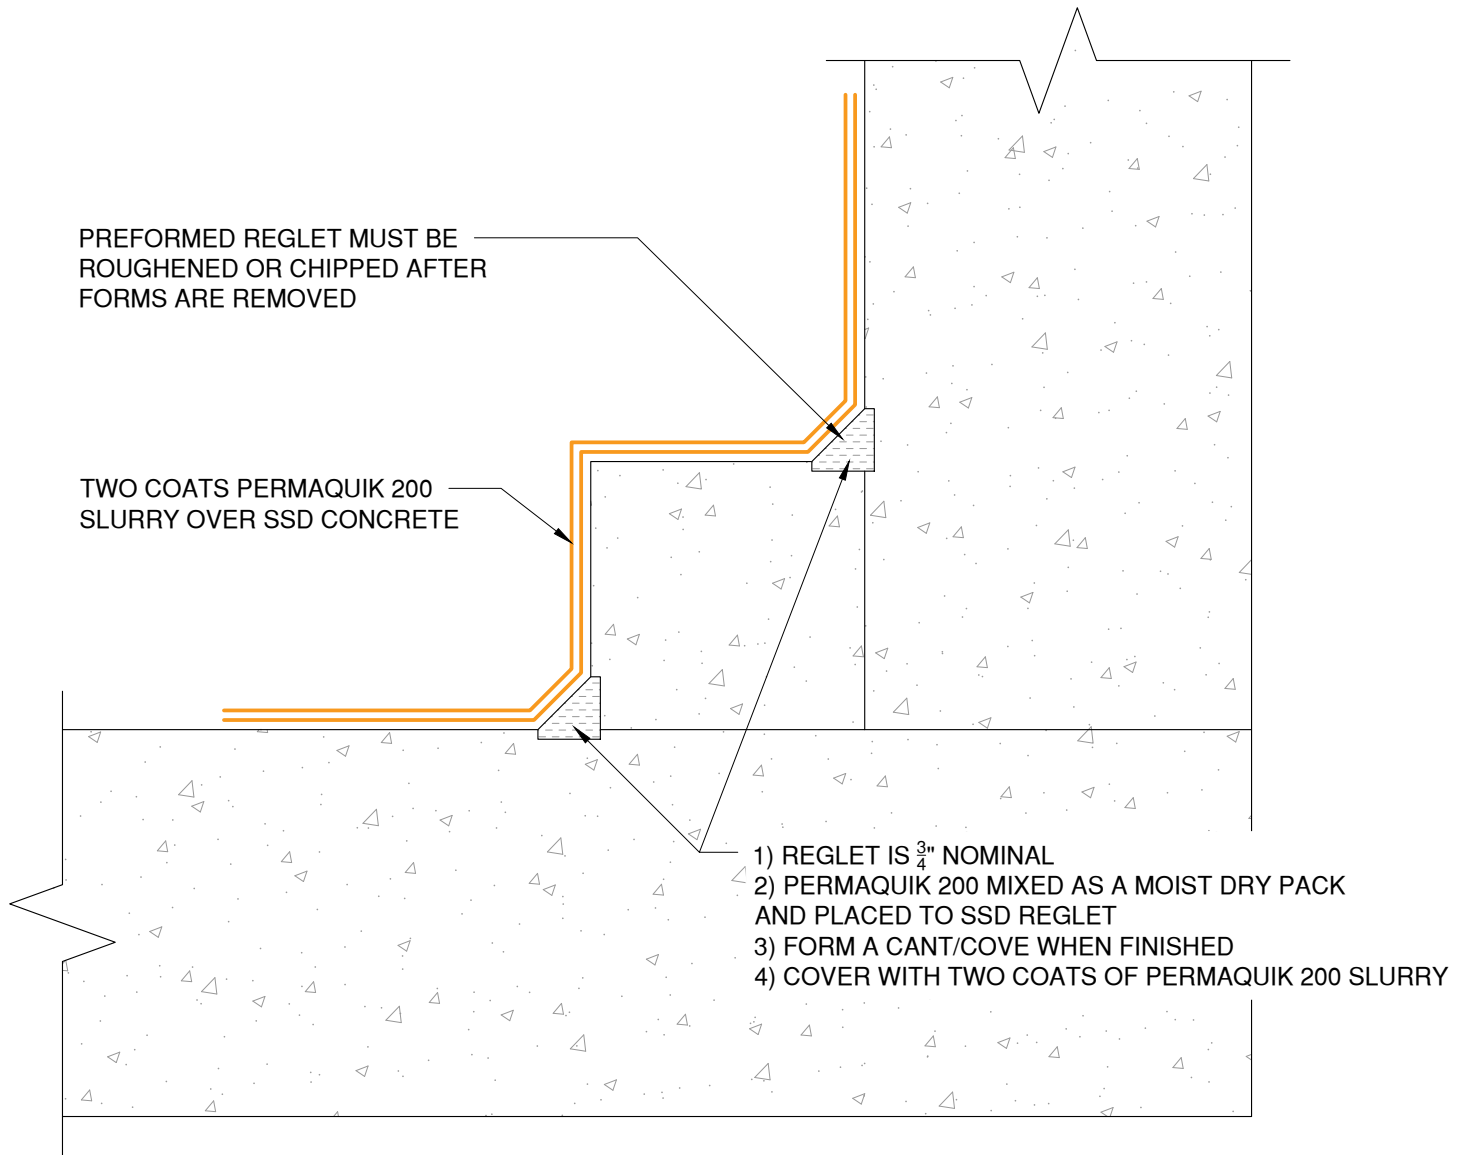 PREFORMED REGLET MUST BE
ROUGHENED OR CHIPPED AFTER
FORMS ARE REMOVED
TWO COATS PERMAQUIK 200
SLURRY OVER SSD CONCRETE
1) REGLET IS 3/4" NOMINAL
2) PERMAQUIK 200 MIXED AS A MOIST DRY PACK
AND PLACED TO SSD REGLET
3) FORM A CANT/COVE WHEN FINISHED
4) COVER WITH TWO COATS OF PERMAQUIK 200 SLURRY